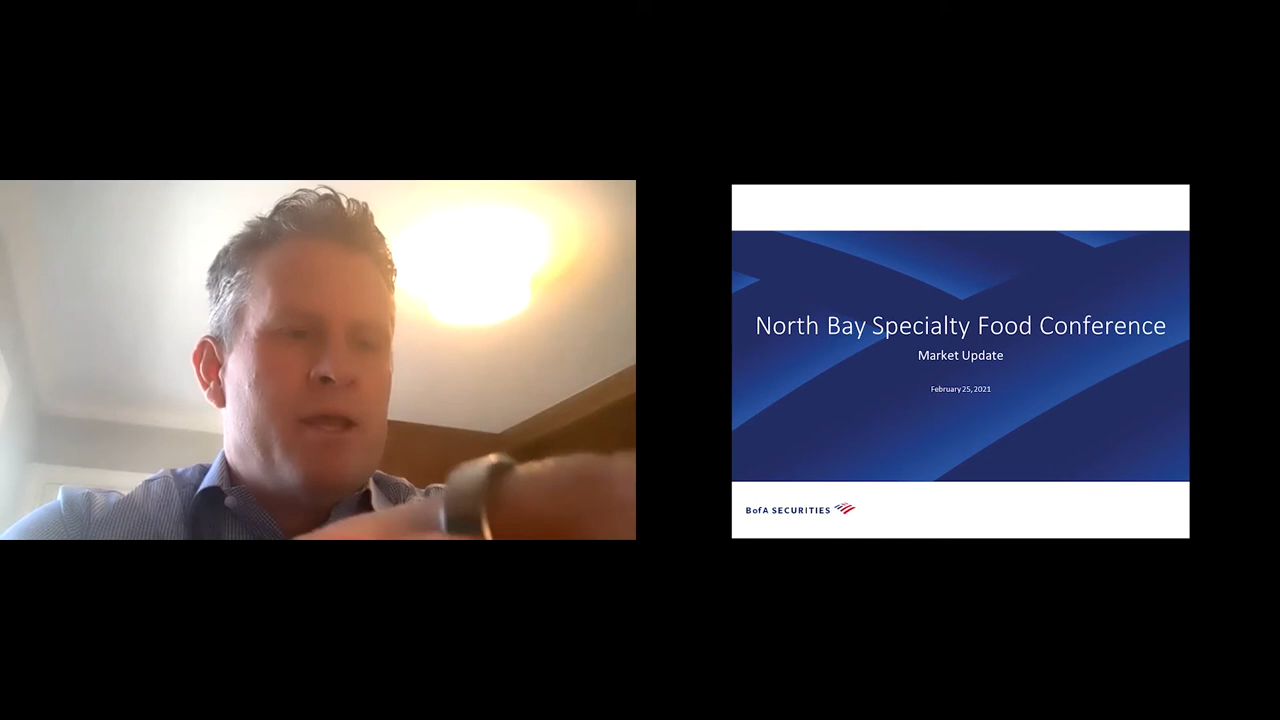 North Bay Specialty Food Conference
Market Update
February 25, 2021
BofA SECURITIES